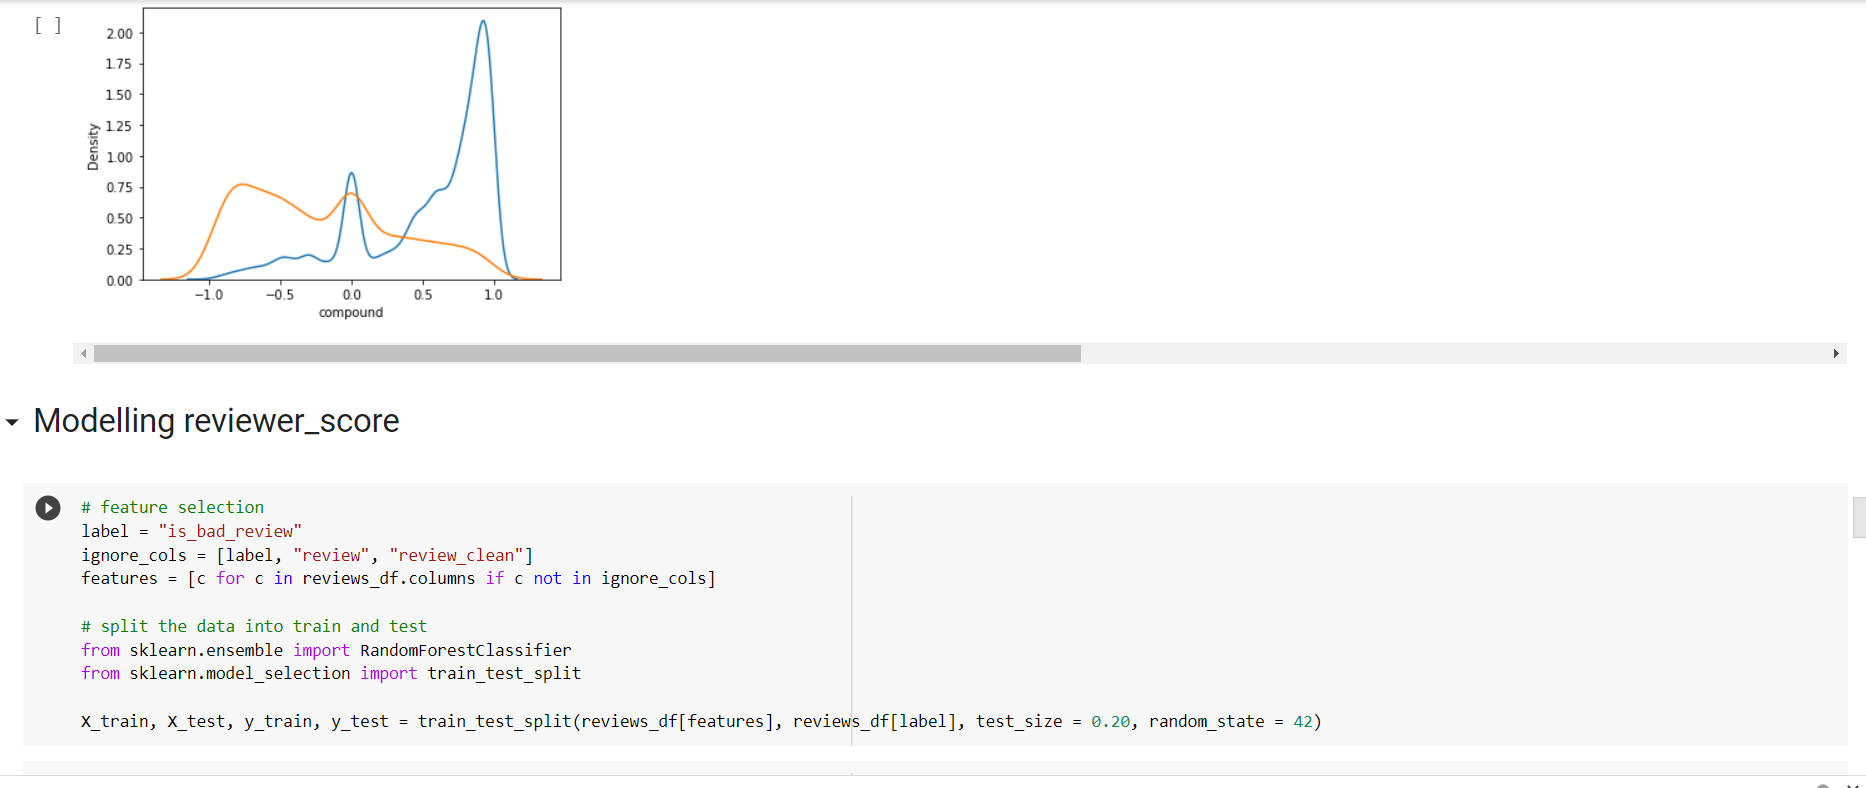 [ ]
2.00
1.75
1.50
1.25
1.00
0.75
0.50
0.25
0.00
Density
−1.0 −0.5 0.0 0.5 1.0
compound
Modelling reviewer_score
# feature selection
label = "is_bad_review"
ignore_cols = [label, "review", "review_clean"]
features = [c for c in reviews_df.columns if c not in ignore_cols]
# split the data into train and test
from sklearn.ensemble import RandomForestClassifier
from sklearn.model_selection import train_test_split
X_train, X_test, y_train, y_test = train_test_split(reviews_df[features], reviews_df[label], test_size = 0.20, random_state = 42)